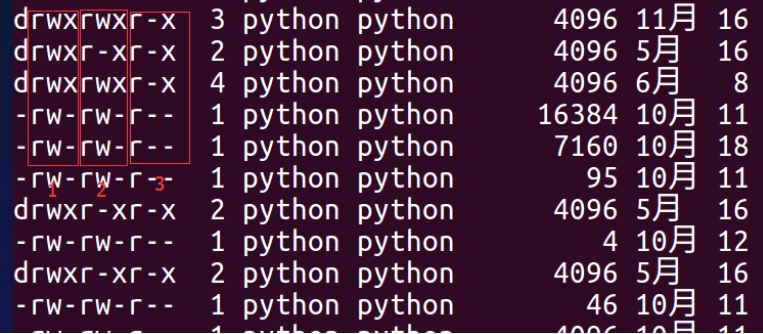 drwxrwxr-x 3 python python 4096 11月 16
drwxr-xr-x 2 python python 4096 5月 16
drwxrwxr-x 4 python python 4096 6月 8
-rw-rw-r-- 1 python python 16384 10月 11
-rw-rw-r-- 1 python python 7160 10月 18
-rw-rw-r-- 1 python python 95 10月 11
1 2 3
drwxr-xr-x 2 python python 4096 5月 16
-rw-rw-r-- 1 python python 4 10月 12
drwxr-xr-x 2 python python 4096 5月 16
-rw-rw-r-- 1 python python 46 10月 11